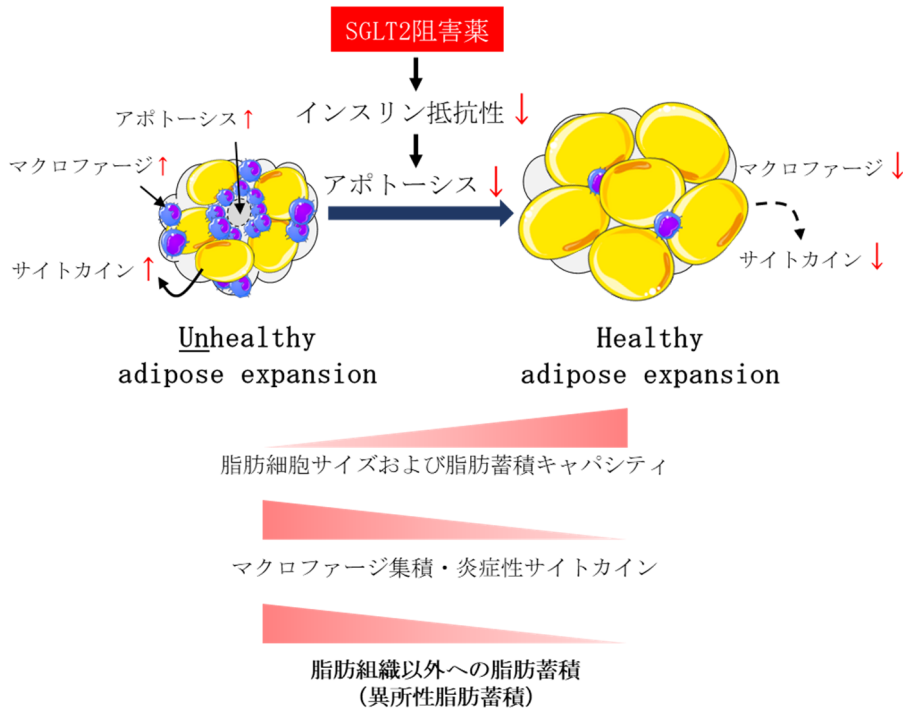 SGLT2阻害薬
インスリン抵抗性↓
アポトーシス↓
アポトーシス↑
マクロファージ↑
サイトカイン↑
マクロファージ↓
サイトカイン↓
Unhealthy
adipose expansion
Healthy
adipose expansion
脂肪細胞サイズおよび脂肪蓄積キャパシティ
マクロファージ集積・炎症性サイトカイン
脂肪組織以外への脂肪蓄積
(異所性脂肪蓄積)